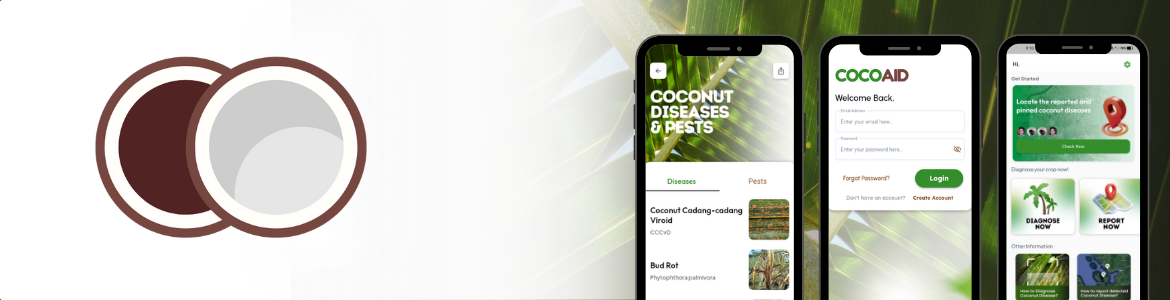 COCONUT
DISEASES
& PESTS
Diseases
Pests
Coconut Cadang-cadang
Viroid
CCCVD
Bud Rot
Phytophthora palmivora
COCOAID
Welcome Back.
Email Address
Enter your email here...
Password
Enter your password here...
Forgot Password?
Login
Don't have an account?
Create Account
Hi,
Get Started
Locate the reported and
pinned coconut diseases
Check Now
Diagnose your crop now!
DIAGNOSE
NOW
REPORT
NOW
Other Information
How to Diagnose
Coconut Disease?
How to report detected
Coconut Disease?